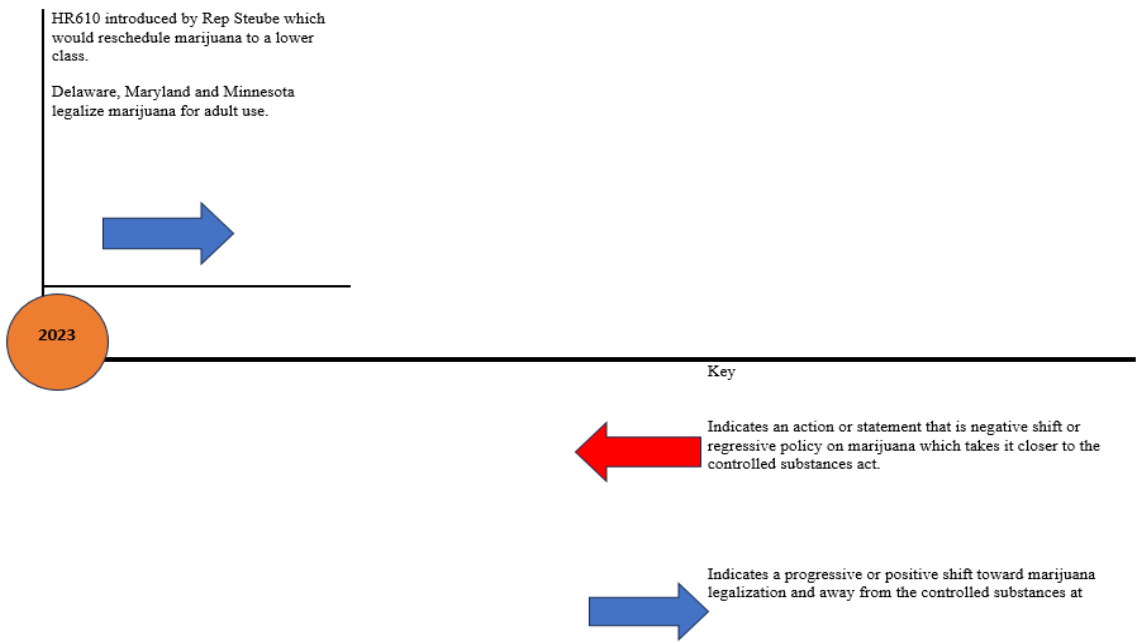 HR610 introduced by Rep Steube which
would reschedule marijuana to a lower
class.
Delaware, Maryland and Minnesota
legalize marijuana for adult use.
2023
Key
Indicates an action or statement that is negative shift or
regressive policy on marijuana which takes it closer to the
controlled substances act.
Indicates a progressive or positive shift toward marijuana
legalization and away from the controlled substances at